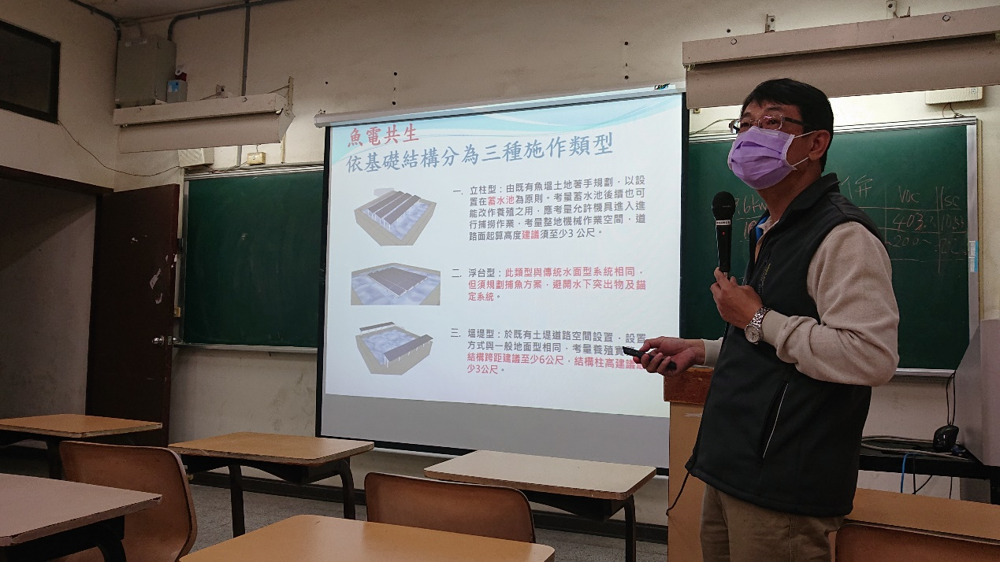 魚電共生
依基礎結構分為三種施作類型
一. 立柱型：由既有魚塭土地著手規劃，以設
置在蓄水池為原則。考量蓄水池後續也可
能改作養殖之用，應考量允許機具進入進
行捕撈作業，考量整地機械作業空間，道
路面起算高度建議須至少3 公尺。
二. 浮台型：此類型與傳統水面型系統相同，
但須規劃捕魚方案，避開水下突出物及錨
定系統。
三. 塭堤型：於既有土堤道路空間設置，設置
方式與一般地面型相同，考量養殖實
結構跨距建議至少6公尺，結構柱高建議
少3公尺。
Voc Isc
403.